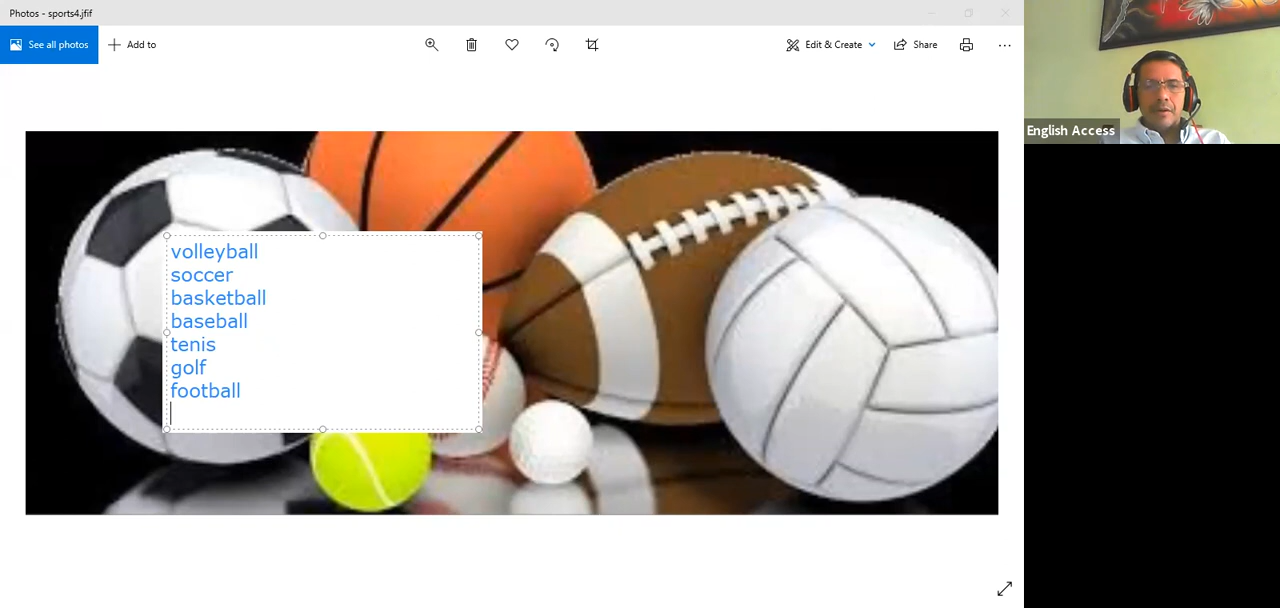 Photos - sports4.jfif
See all photos
Add to
Edit & Create
Share
English Access
volleyball
soccer
basketball
baseball
tenis
golf
football